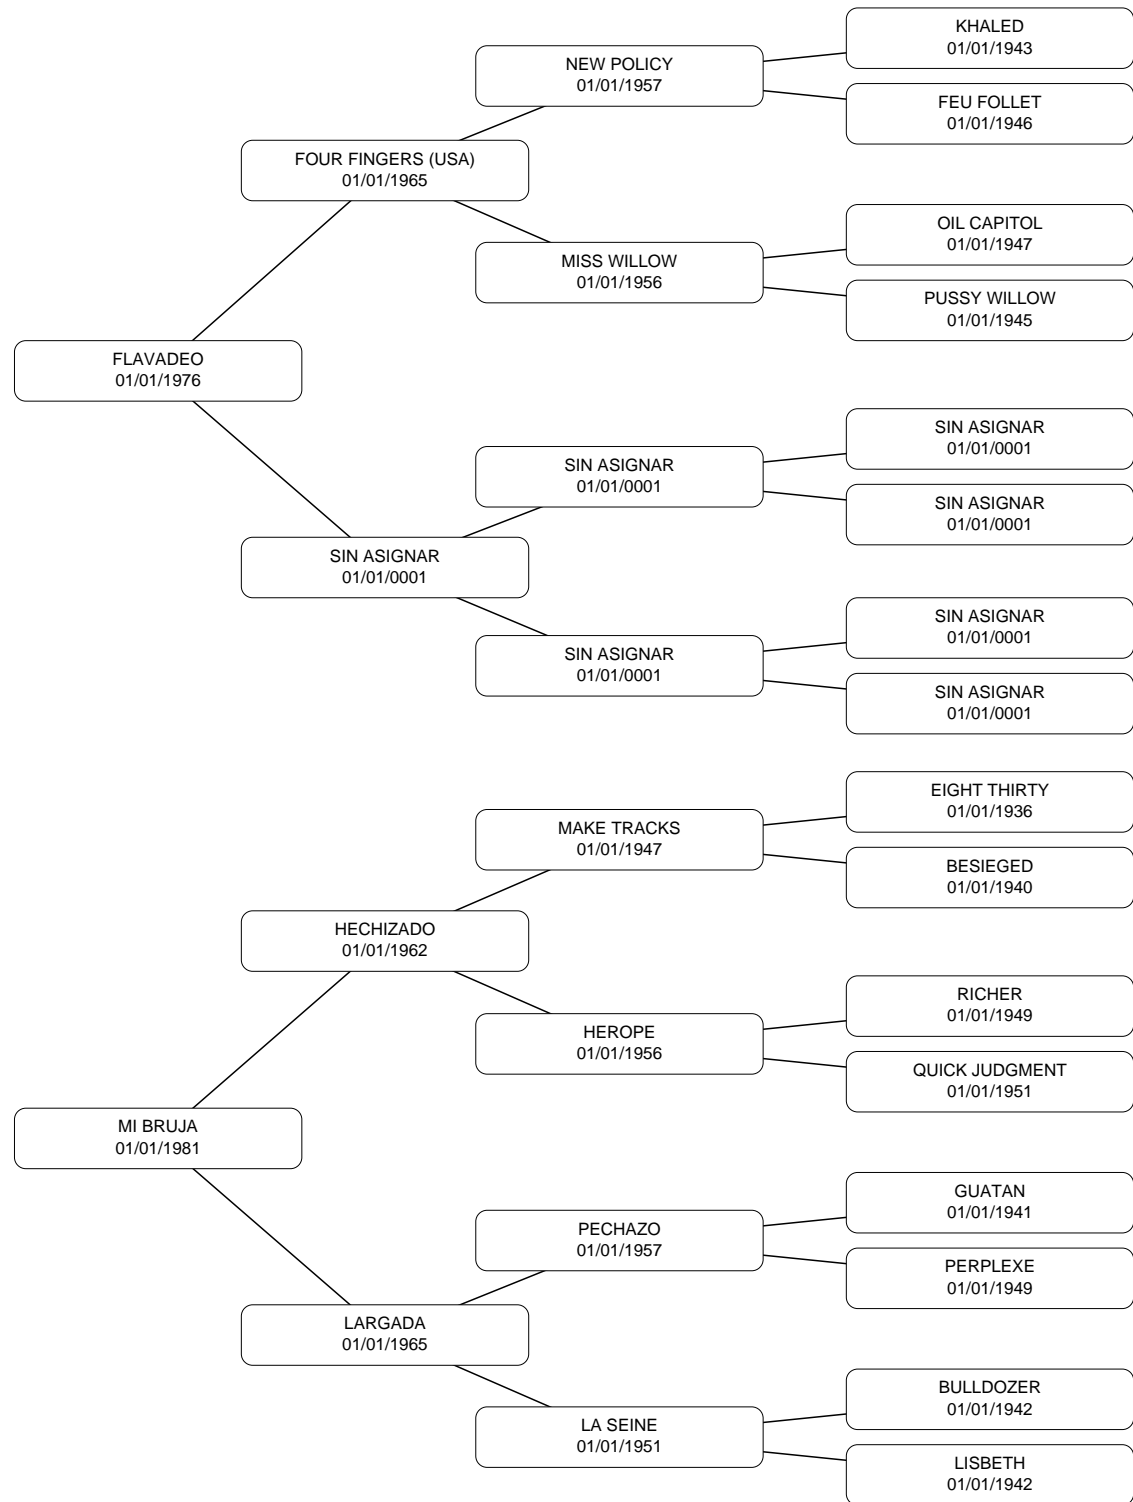 KHALED
01/01/1943
NEW POLICY
01/01/1957
FEU FOLLET
01/01/1946
FOUR FINGERS (USA)
01/01/1965
OIL CAPITOL
01/01/1947
MISS WILLOW
01/01/1956
PUSSY WILLOW
01/01/1945
FLAVADEO
01/01/1976
SIN ASIGNAR
01/01/0001
SIN ASIGNAR
01/01/0001
SIN ASIGNAR
01/01/0001
SIN ASIGNAR
01/01/0001
SIN ASIGNAR
01/01/0001
SIN ASIGNAR
01/01/0001
SIN ASIGNAR
01/01/0001
EIGHT THIRTY
01/01/1936
MAKE TRACKS
01/01/1947
BESIEGED
01/01/1940
HECHIZADO
01/01/1962
RICHER
01/01/1949
HEROPE
01/01/1956
QUICK JUDGMENT
01/01/1951
MI BRUJA
01/01/1981
GUATAN
01/01/1941
PECHAZO
01/01/1957
PERPLEXE
01/01/1949
LARGADA
01/01/1965
BULLDOZER
01/01/1942
LA SEINE
01/01/1951
LISBETH
01/01/1942